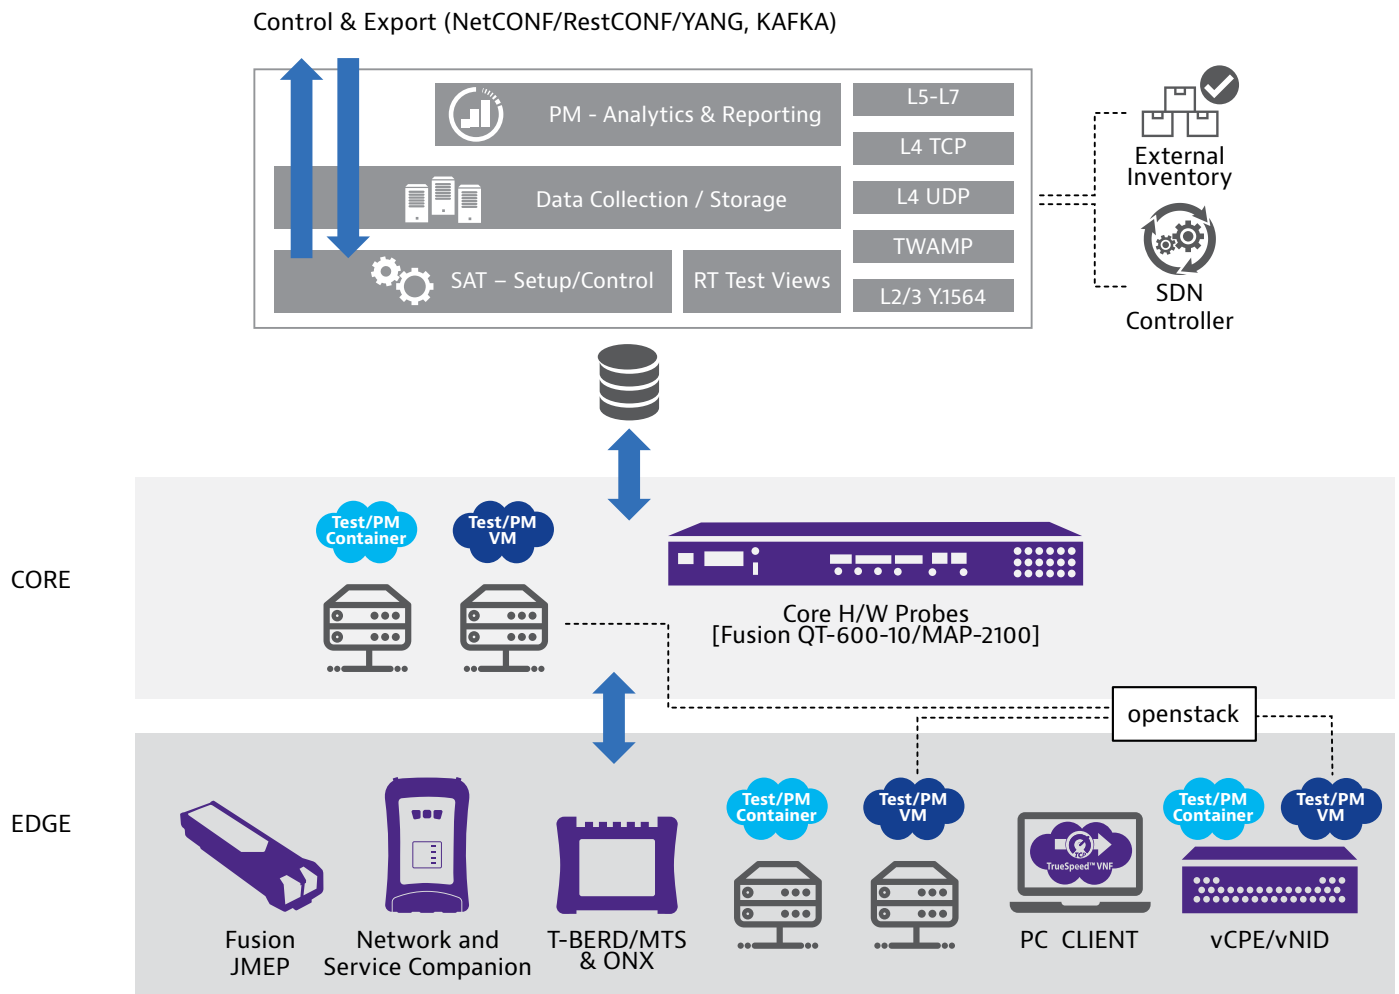 Control & Export (NetCONF/RestCONF/YANG, KAFKA)
PM - Analytics & Reporting
Data Collection / Storage
SAT – Setup/Control
RT Test Views
L5-L7
L4 TCP
L4 UDP
TWAMP
L2/3 Y.1564
External
Inventory
SDN
Controller
CORE
Test/PM
Container
Test/PM
VM
Core H/W Probes
[Fusion QT-600-10/MAP-2100]
openstack
EDGE
Fusion
JMEP
Network and
Service Companion
T-BERD/MTS
& ONX
Test/PM
Container
Test/PM
VM
TCP
TrueSpeed™ VNF
PC CLIENT
Test/PM
Container
Test/PM
VM
vCPE/vNID